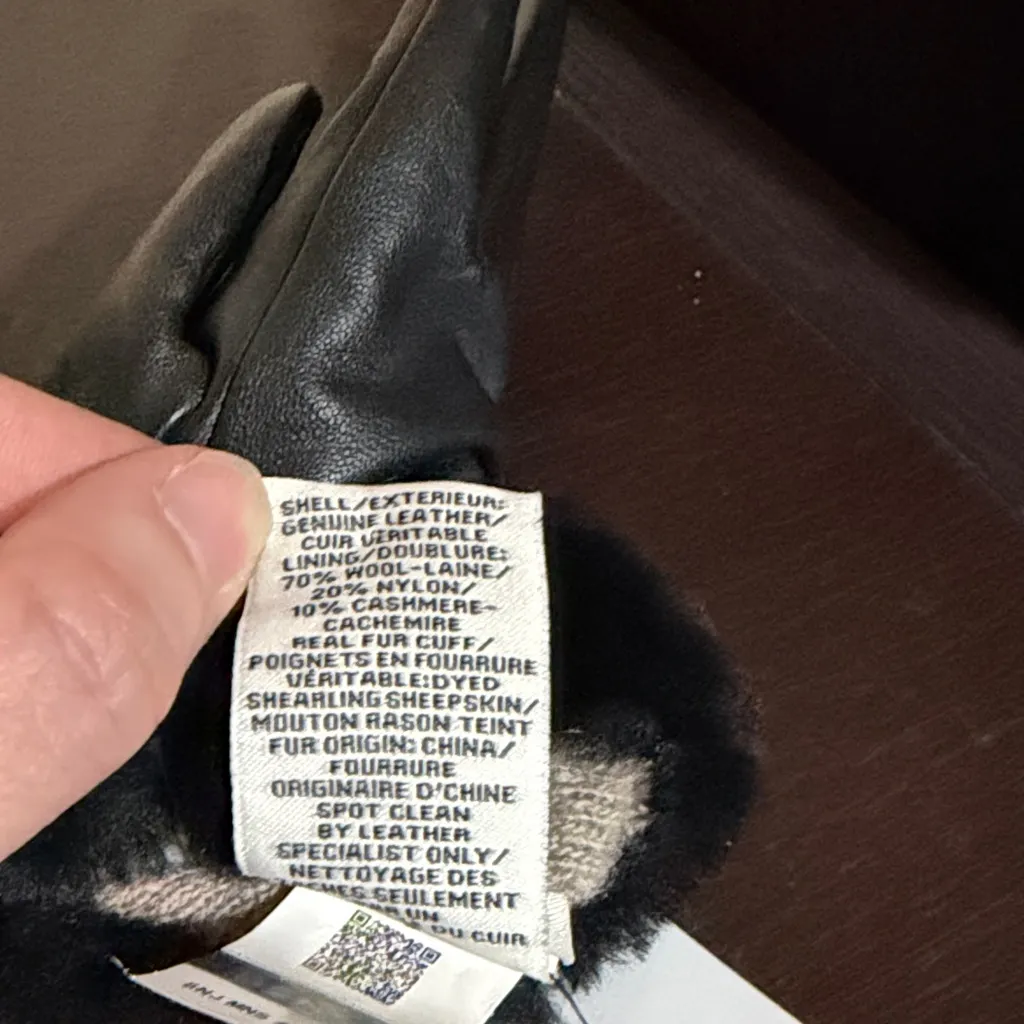 SHELL/EXTERIEUR:
GENUINE LEATHER/
CUIR VERITABLE
LINING/DOUBLURE:
70% WOOL-LAINE/
20% NYLON/
10% CASHMERE-
CACHEMIRE
REAL FUR CUFF/
POIGNETS EN FOURRURE
VÉRITABLE:DYED
SHEARLING SHEEPSKIN/
MOUTON RASON TEINT
FUR ORIGIN: CHINA/
FOURRURE
ORIGINAIRE D'CHINE
SPOT CLEAN
BY LEATHER
SPECIALIST ONLY/
NETTOYAGE DES
SEULEMENT
UN
DU CUIR